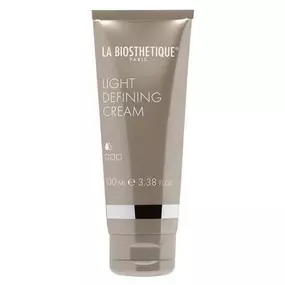 LA BIOSTHETIQUE
PARIS
LIGHT
DEFINING
CREAM
100 ML ℮ 3.38 FL.OZ.